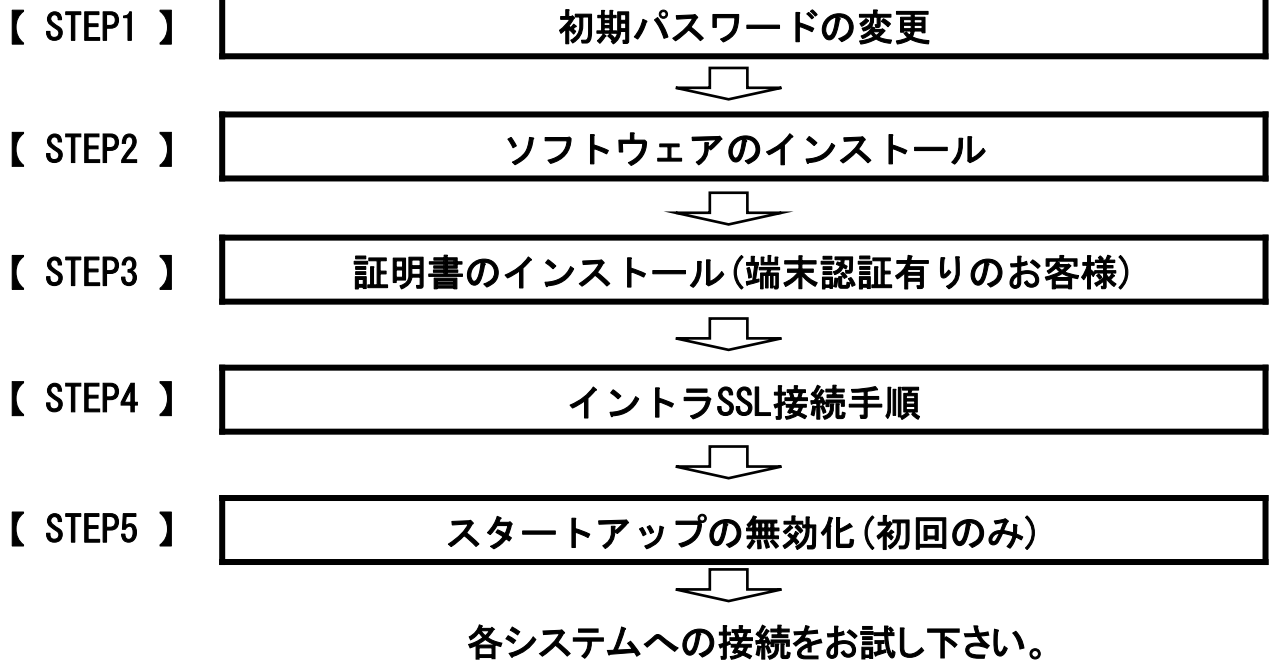 【 STEP1 】 初期パスワードの変更
【 STEP2 】 ソフトウェアのインストール
【 STEP3 】 証明書のインストール(端末認証有りのお客様)
【 STEP4 】 イントラSSL接続手順
【 STEP5 】 スタートアップの無効化(初回のみ)
各システムへの接続をお試し下さい。